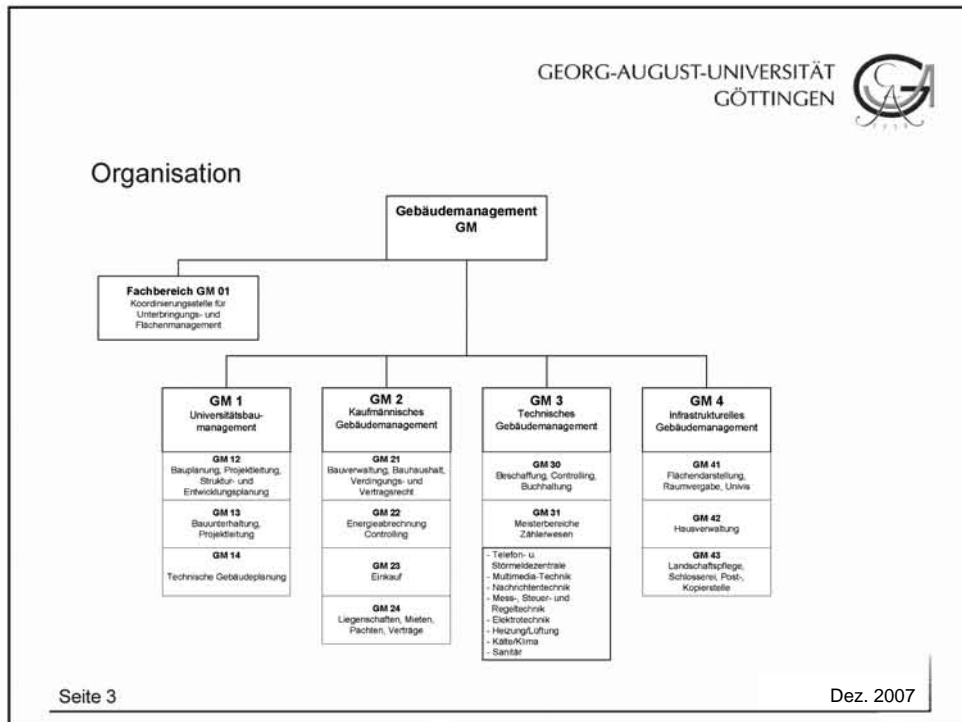 GEORG-AUGUST-UNIVERSITÄT
GÖTTINGEN
Organisation
Gebäudemanagement
GM
Fachbereich GM 01
Koordinierungsstelle für
Unterbringungs- und
Flächenmanagement
GM 1
Universitätsbau-
management
GM 12
Bauplanung, Projektleitung,
Struktur- und
Entwicklungsplanung
GM 13
Bauunterhaltung,
Projektleitung
GM 14
Technische Gebäudeplanung
GM 2
Kaufmännisches
Gebäudemanagement
GM 21
Bauverwaltung, Bauhaushalt,
Verdingungs- und
Vertragsrecht
GM 22
Energieabrechnung
Controlling
GM 23
Einkauf
GM 24
Liegenschaften, Mieten,
Pachten, Verträge
GM 3
Technisches
Gebäudemanagement
GM 30
Beschaffung, Controlling,
Buchhaltung
GM 31
Meisterbereiche
Zählerwesen
- Telefon- u.
Störmeldezentrale
- Multimedia-Technik
- Nachrichtentechnik
- Mess-, Steuer- und
Regeltechnik
- Elektrotechnik
- Heizung/Lüftung
- Kälte/Klima
- Sanitär
GM 4
Infrastrukturelles
Gebäudemanagement
GM 41
Flächendarstellung,
Raumvergabe, Univis
GM 42
Hausverwaltung
GM 43
Landschaftspflege,
Schlosserei, Post-,
Kopierstelle
Seite 3
Dez. 2007